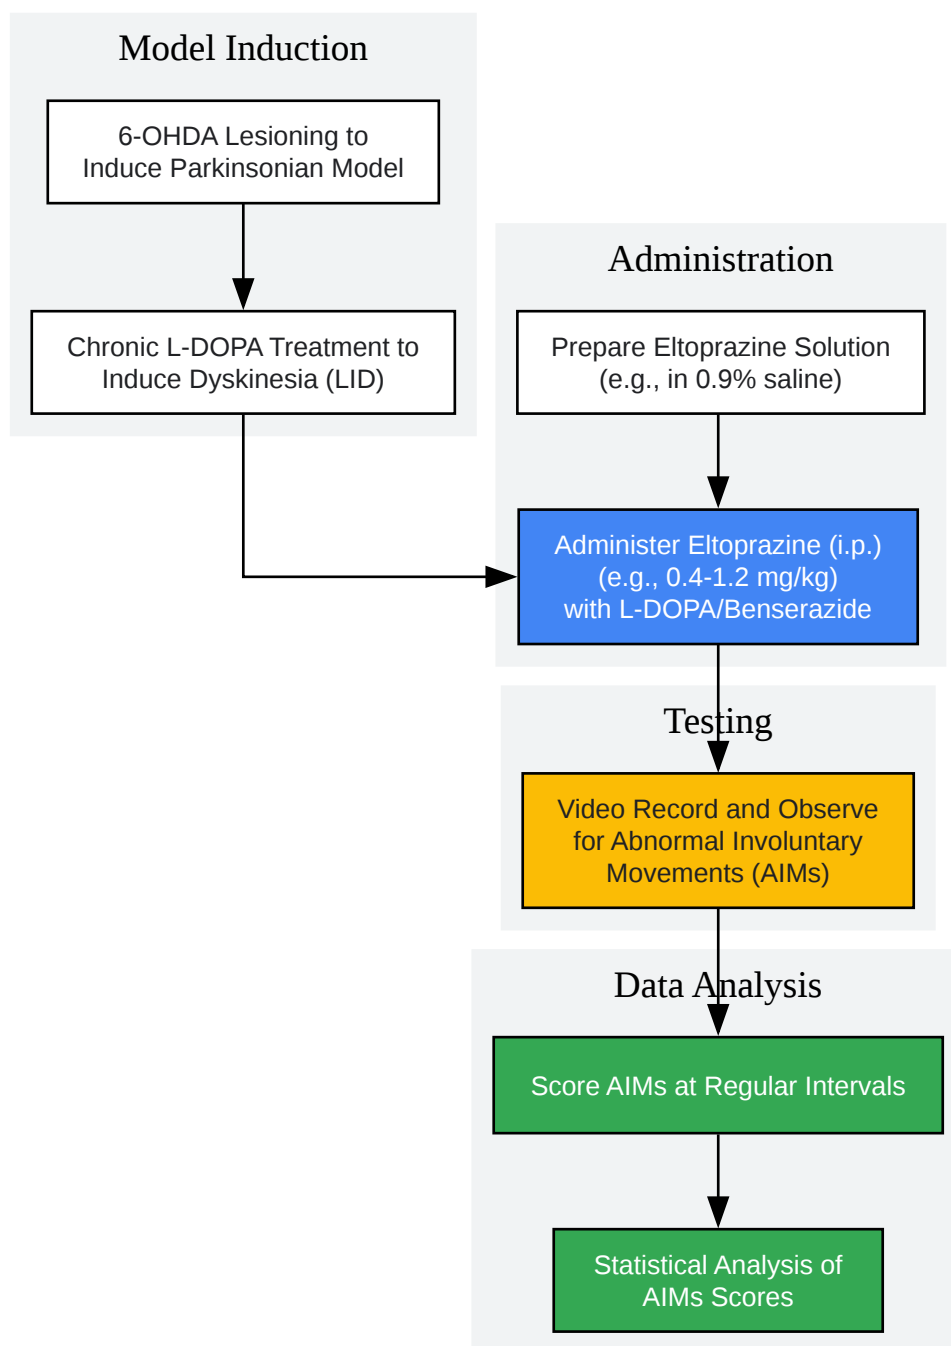 Model Induction
6-OHDA Lesioning to
Induce Parkinsonian Model
Chronic L-DOPA Treatment to
Induce Dyskinesia (LID)
Administration
Prepare Eltoprazine Solution
(e.g., in 0.9% saline)
Administer Eltoprazine (i.p.)
(e.g., 0.4-1.2 mg/kg)
with L-DOPA/Benserazide
Testing
Video Record and Observe
for Abnormal Involuntary
Movements (AIMs)
Data Analysis
Score AIMs at Regular Intervals
Statistical Analysis of
AIMs Scores